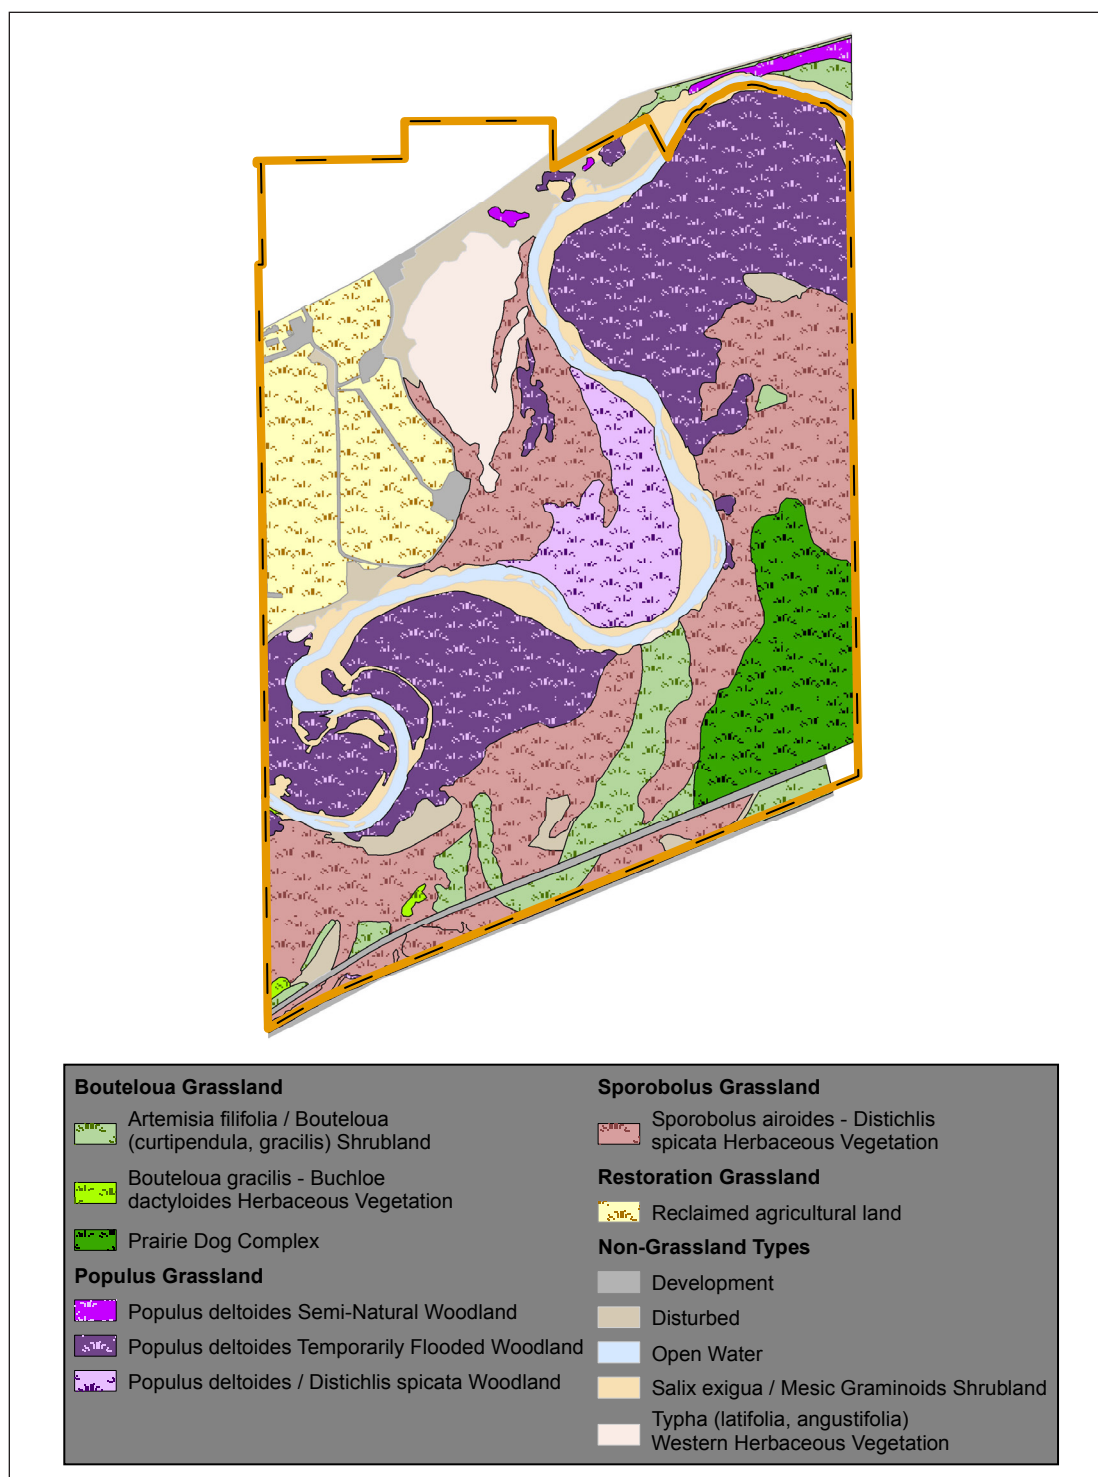 Bouteloua Grassland
Artemisia filifolia / Bouteloua
(curtipendula, gracilis) Shrubland
Bouteloua gracilis - Buchloe
dactyloides Herbaceous Vegetation
Prairie Dog Complex
Populus Grassland
Populus deltoides Semi-Natural Woodland
Populus deltoides Temporarily Flooded Woodland
Populus deltoides / Distichlis spicata Woodland
Sporobolus Grassland
Sporobolus airoides - Distichlis
spicata Herbaceous Vegetation
Restoration Grassland
Reclaimed agricultural land
Non-Grassland Types
Development
Disturbed
Open Water
Salix exigua / Mesic Graminoids Shrubland
Typha (latifolia, angustifolia)
Western Herbaceous Vegetation